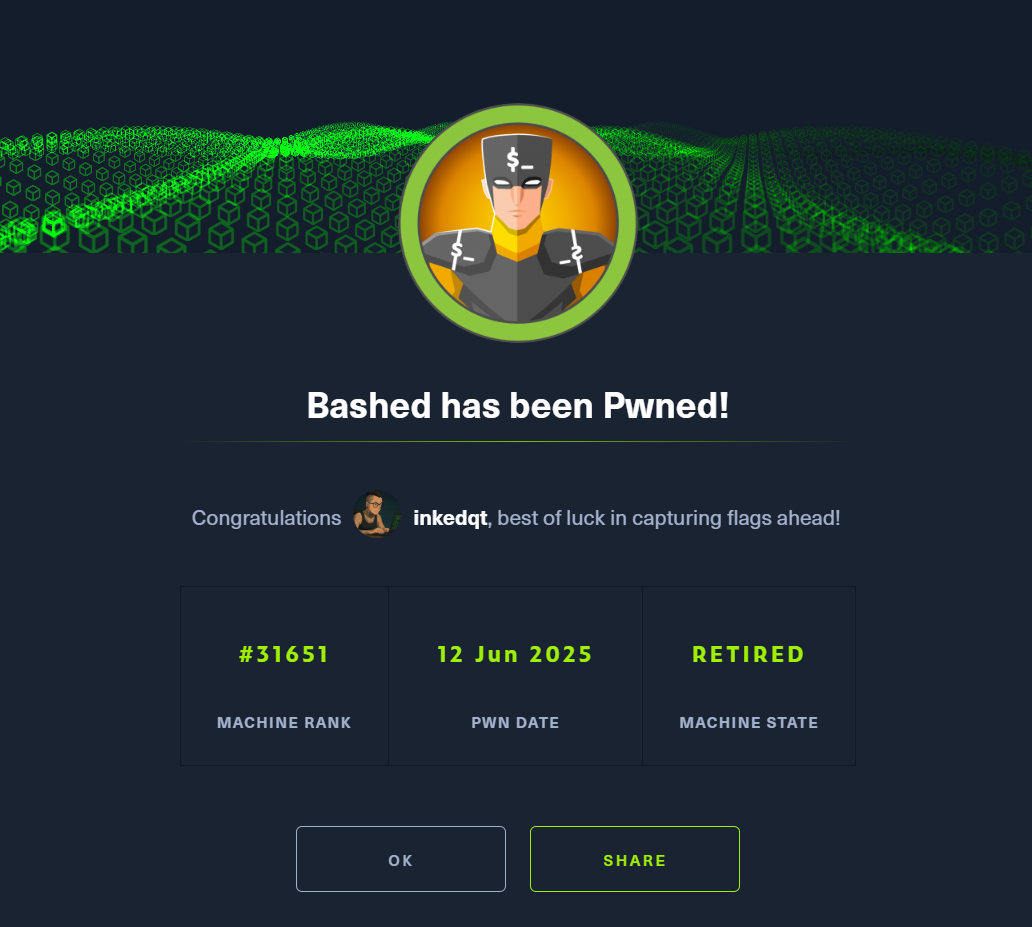 $_
$_
_$
Bashed has been Pwned!
Congratulations inkedqt, best of luck in capturing flags ahead!
#31651
12 Jun 2025
RETIRED
MACHINE RANK
PWN DATE
MACHINE STATE
OK
SHARE